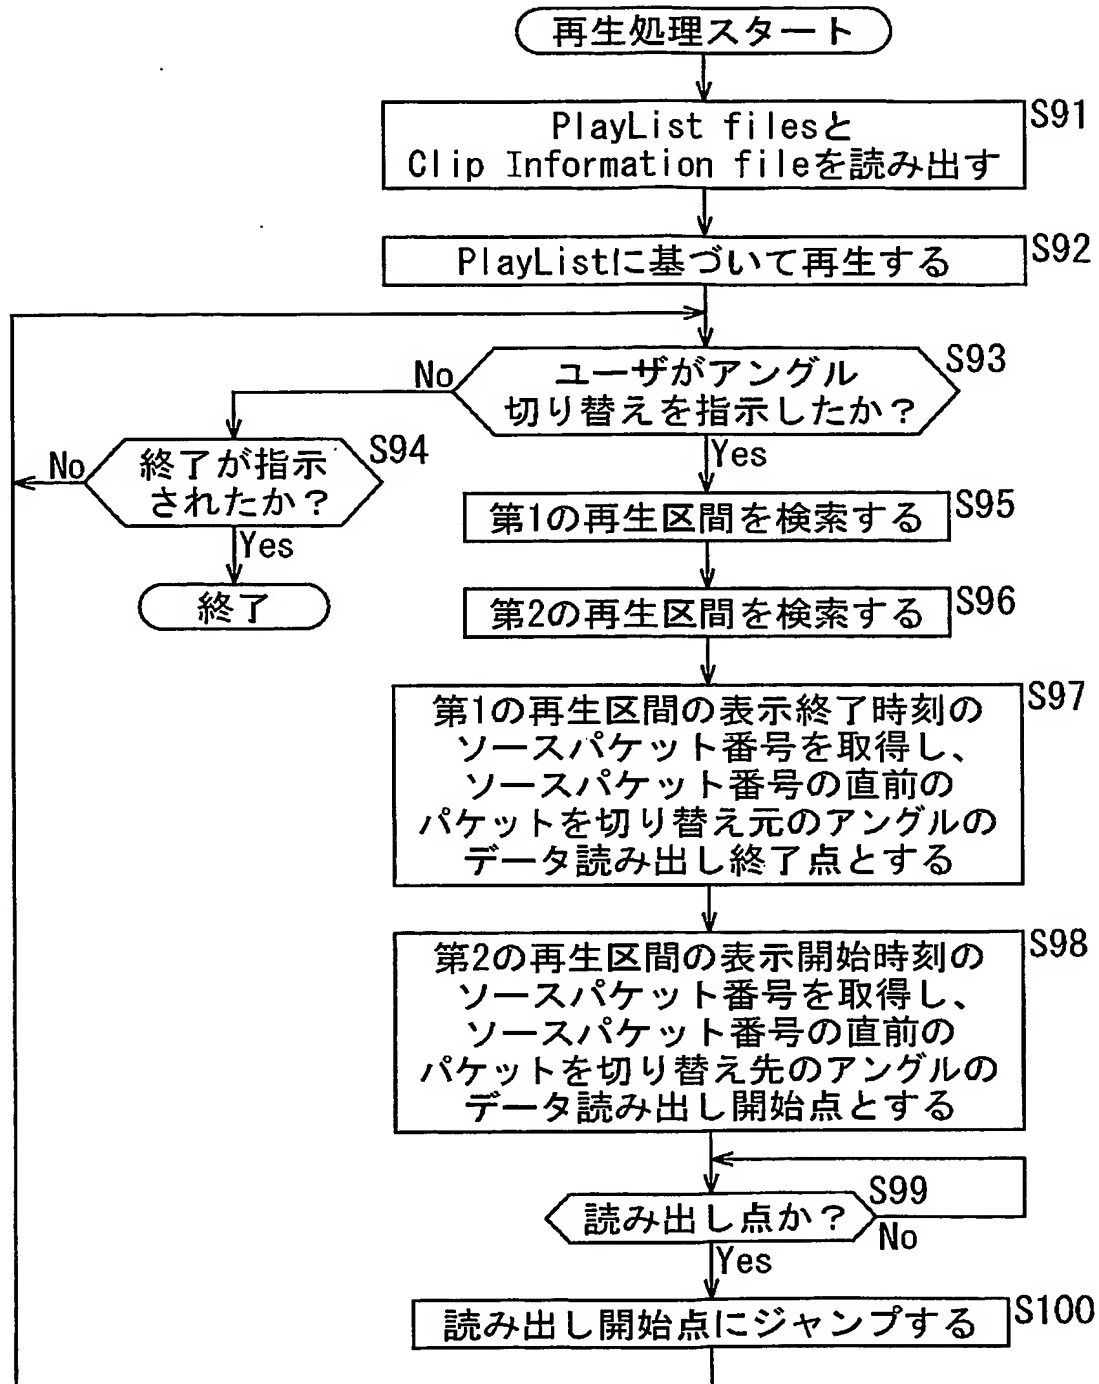 再生処理スタート
S91
PlayList filesと
Clip Information fileを読み出す
S92
PlayListに基づいて再生する
S93
ユーザがアングル
切り替えを指示したか？
No
Yes
S94
終了が指示
されたか？
No
Yes
終了
S95
第1の再生区間を検索する
S96
第2の再生区間を検索する
S97
第1の再生区間の表示終了時刻の
ソースパケット番号を取得し、
ソースパケット番号の直前の
パケットを切り替え元のアングルの
データ読み出し終了点とする
S98
第2の再生区間の表示開始時刻の
ソースパケット番号を取得し、
ソースパケット番号の直前の
パケットを切り替え先のアングルの
データ読み出し開始点とする
S99
読み出し点か？
No
Yes
S100
読み出し開始点にジャンプする